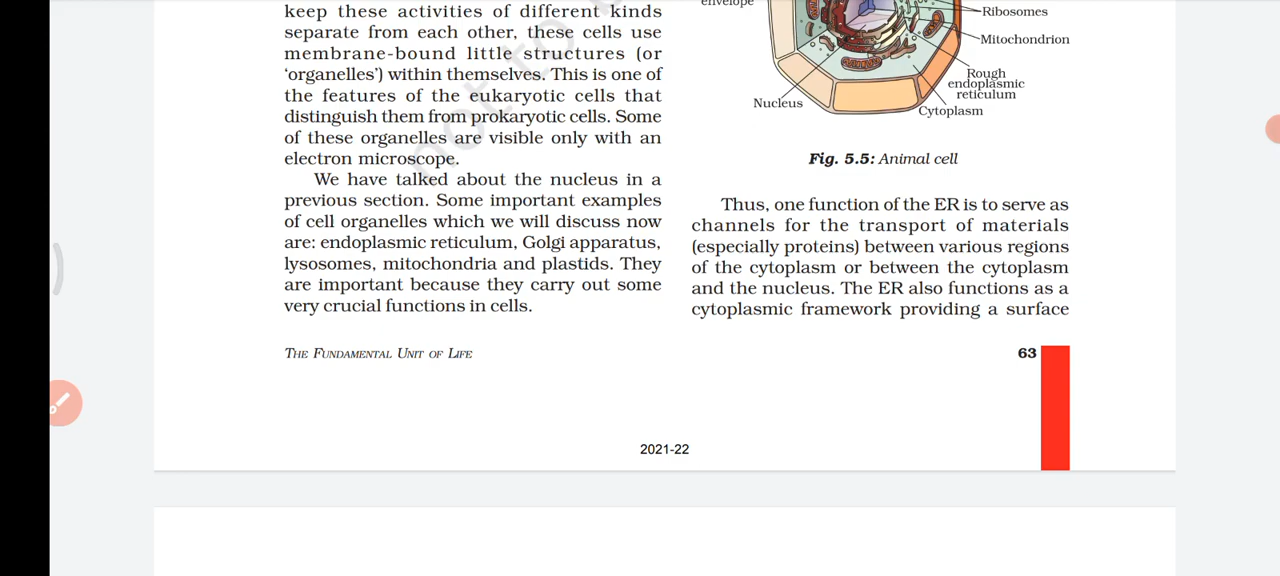 keep these activities of different kinds
separate from each other, these cells use
membrane-bound little structures (or
‘organelles’) within themselves. This is one of
the features of the eukaryotic cells that
distinguish them from prokaryotic cells. Some
of these organelles are visible only with an
electron microscope.
We have talked about the nucleus in a
previous section. Some important examples
of cell organelles which we will discuss now
are: endoplasmic reticulum, Golgi apparatus,
lysosomes, mitochondria and plastids. They
are important because they carry out some
very crucial functions in cells.
envelope
Ribosomes
Mitochondrion
Rough
endoplasmic
reticulum
Nucleus
Cytoplasm
Fig. 5.5: Animal cell
Thus, one function of the ER is to serve as
channels for the transport of materials
(especially proteins) between various regions
of the cytoplasm or between the cytoplasm
and the nucleus. The ER also functions as a
cytoplasmic framework providing a surface
THE FUNDAMENTAL UNIT OF LIFE
63
2021-22
not to